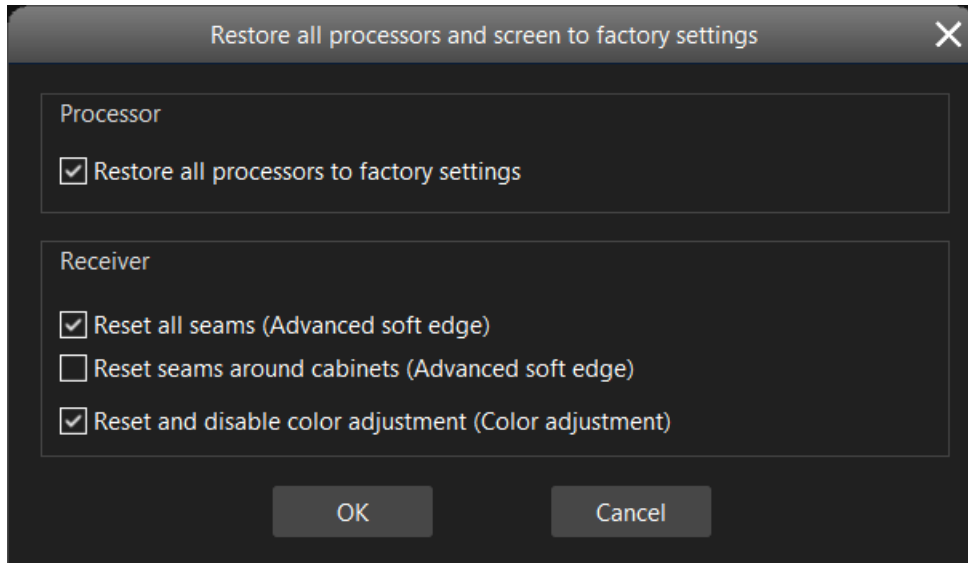 Restore all processors and screen to factory settings
Processor
Restore all processors to factory settings
Receiver
Reset all seams (Advanced soft edge)
Reset seams around cabinets (Advanced soft edge)
Reset and disable color adjustment (Color adjustment)
OK
Cancel